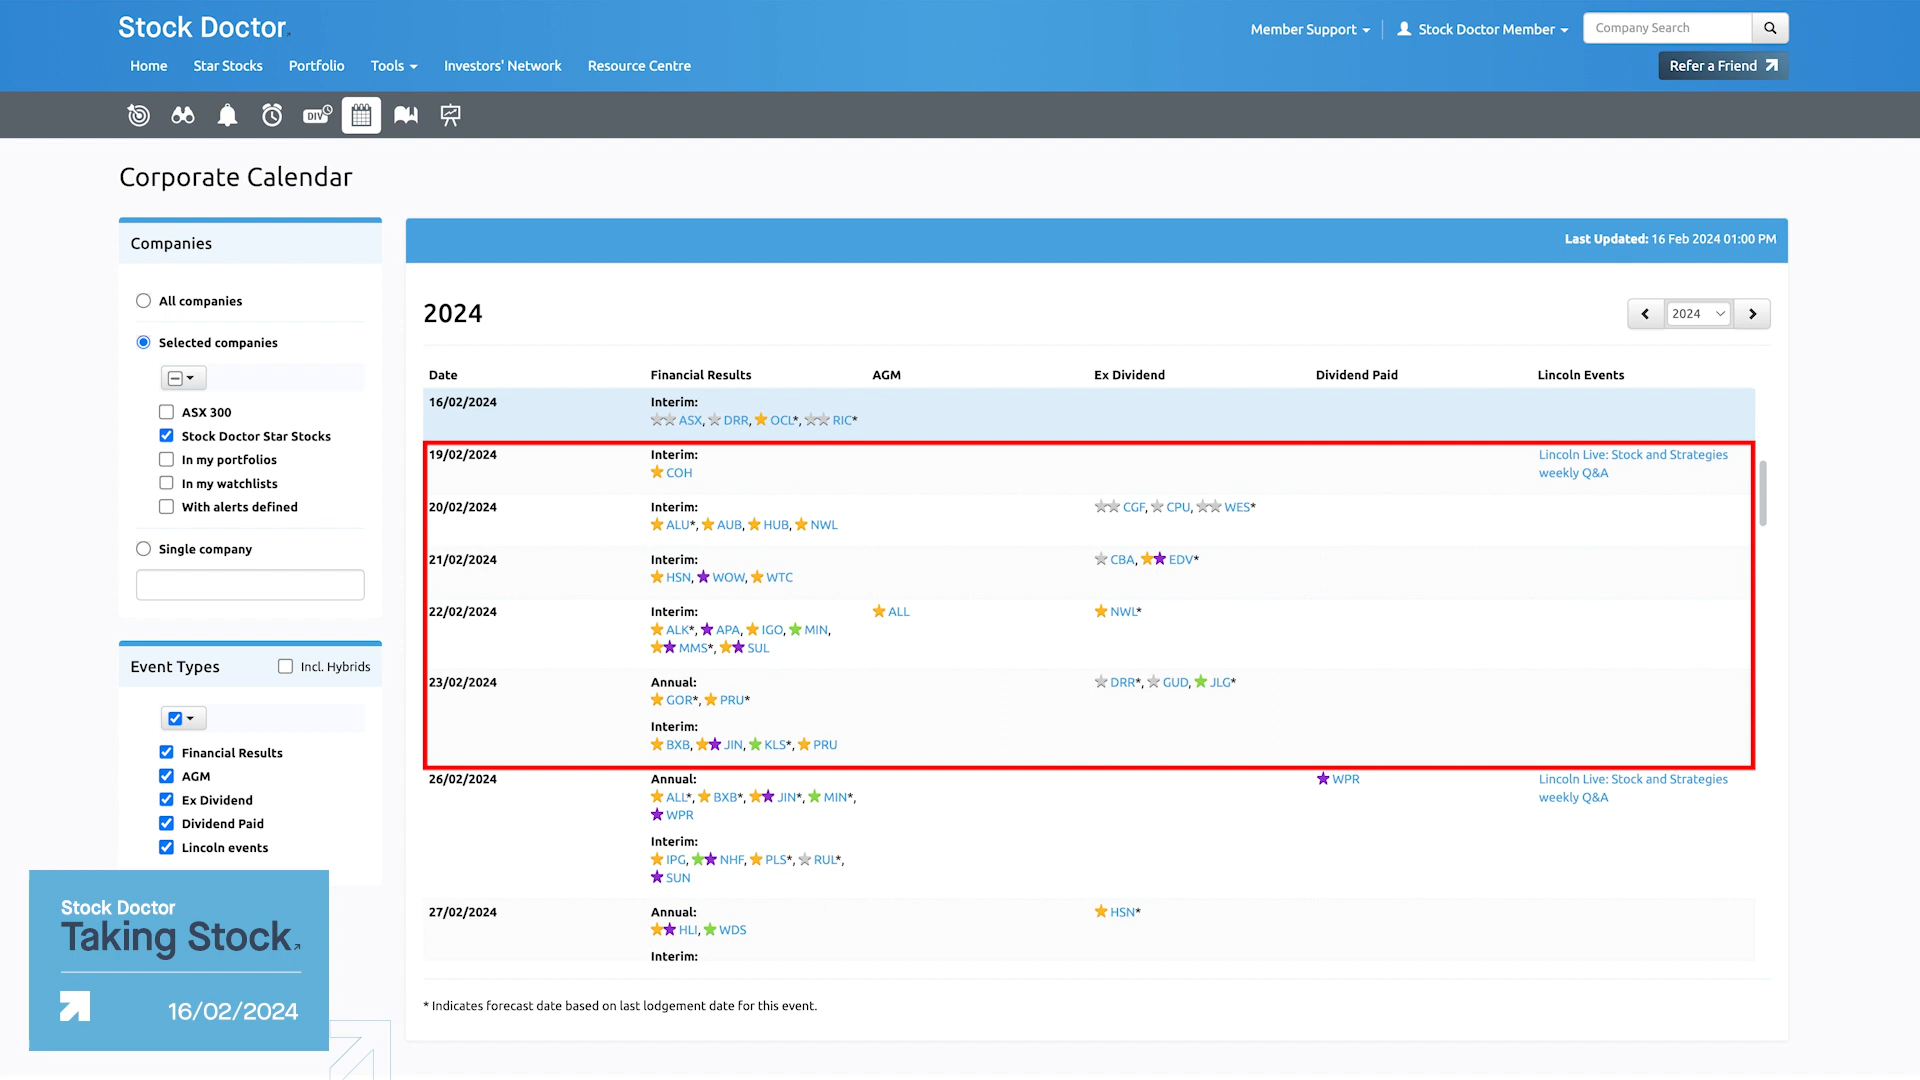 Stock Doctor
Member Support
Stock Doctor Member
Company Search
Home
Star Stocks
Portfolio
Tools
Investors' Network
Resource Centre
Refer a Friend
DIV
Corporate Calendar
Companies
All companies
Selected companies
ASX 300
Stock Doctor Star Stocks
In my portfolios
In my watchlists
With alerts defined
Single company
Event Types
Incl. Hybrids
Financial Results
AGM
Ex Dividend
Dividend Paid
Lincoln events
Last Updated: 16 Feb 2024 01:00 PM
2024
2024
Date Financial Results AGM Ex Dividend Dividend Paid Lincoln Events
16/02/2024
Interim:
ASX, DRR, OCL*, RIC*
19/02/2024
Interim:
COH
Lincoln Live: Stock and Strategies
weekly Q&A
20/02/2024
Interim:
ALU*, AUB, HUB, NWL
CGF, CPU, WES*
21/02/2024
Interim:
HSN, WOW, WTC
CBA, EDV*
22/02/2024
Interim:
ALK*, APA, IGO, MIN,
MMS*, SUL
ALL
NWL*
23/02/2024
Annual:
GOR*, PRU*
Interim:
BXB, JIN, KLS*, PRU
DRR*, GUD, JLG*
26/02/2024
Annual:
ALL*, BXB*, JIN*, MIN*,
WPR
Interim:
IPG, NHF, PLS*, RUL*,
SUN
WPR
Lincoln Live: Stock and Strategies
weekly Q&A
27/02/2024
Annual:
HLI, WDS
Interim:
HSN*
* Indicates forecast date based on last lodgement date for this event.
Stock Doctor
Taking Stock
16/02/2024